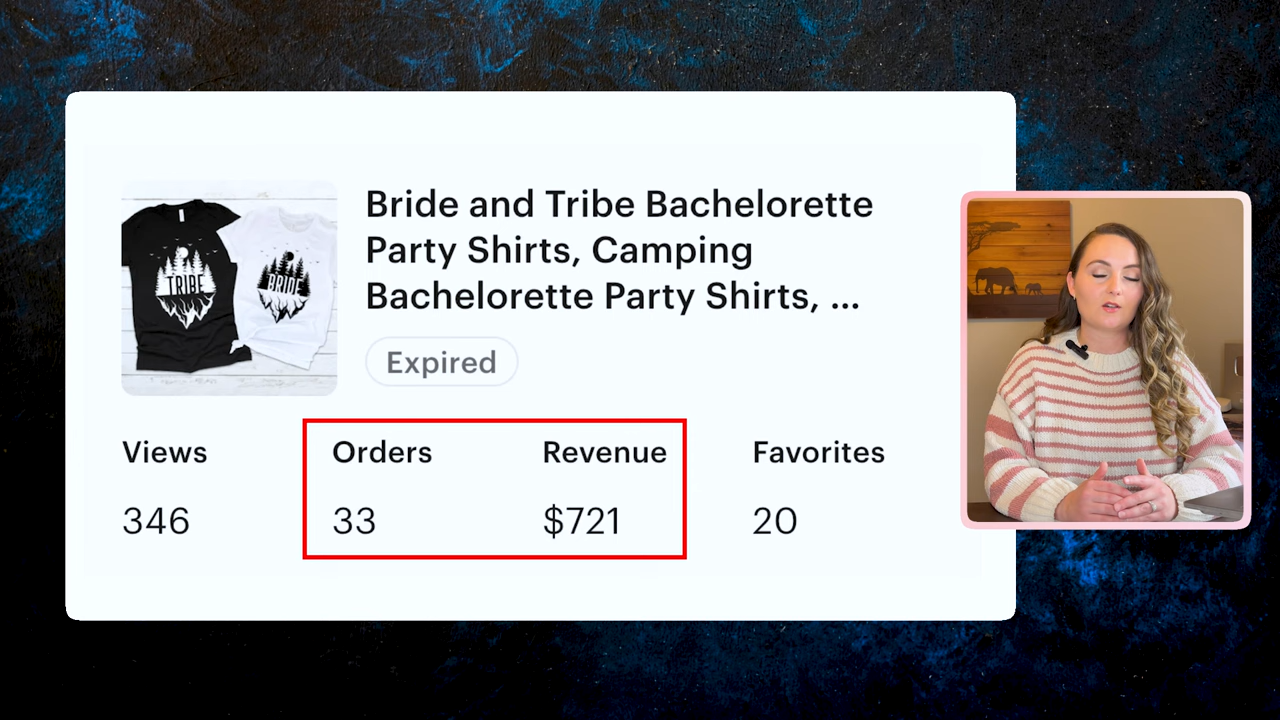 Bride and Tribe Bachelorette
Party Shirts, Camping
Bachelorette Party Shirts, ...
TRIBE
BRIDE
Expired
Views
Orders
Revenue
Favorites
346
33
$721
20